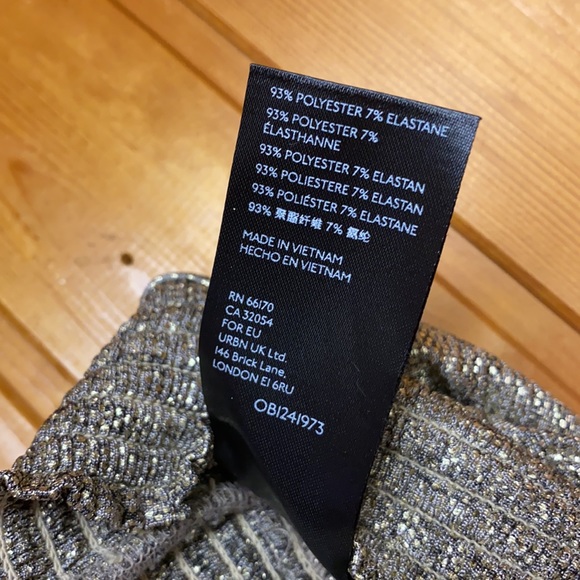 93% POLYESTER 7% ELASTANE
93% POLYESTER 7%
ÉLASTHANNE
93% POLYESTER 7% ELASTAN
93% POLIESTERE 7% ELASTAN
93% POLIÉSTER 7% ELASTANE
93% 聚酯纤维 7% 氨纶
MADE IN VIETNAM
HECHO EN VIETNAM
RN 66170
CA 32054
FOR EU
URBN UK Ltd.
146 Brick Lane,
LONDON E1 6RU
OB1241973